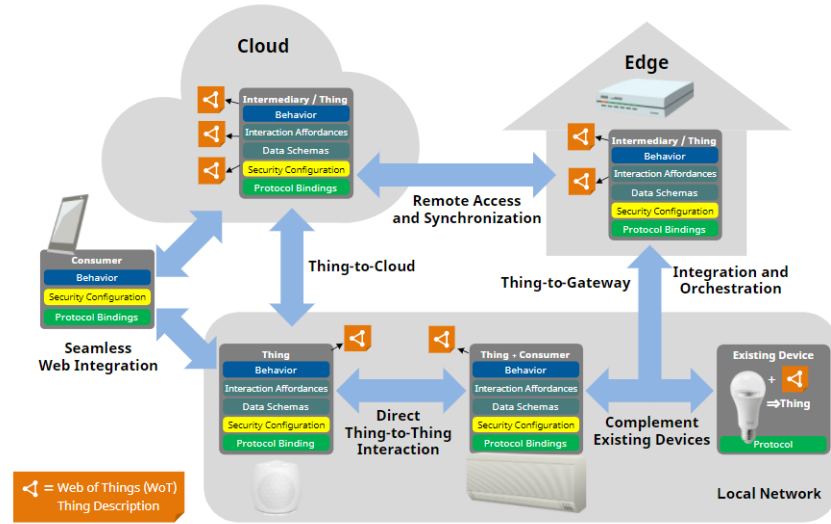 Cloud
Intermediary / Thing
Behavior
Interaction Affordances
Data Schemas
Security Configuration
Protocol Bindings
Edge
Intermediary / Thing
Behavior
Interaction Affordances
Data Schemas
Security Configuration
Protocol Bindings
Remote Access
and Synchronization
Consumer
Behavior
Security Configuration
Protocol Bindings
Thing-to-Cloud
Thing-to-Gateway
Integration and
Orchestration
Seamless
Web Integration
Thing
Behavior
Interaction Affordances
Data Schemas
Security Configuration
Protocol Binding
Direct
Thing-to-Thing
Interaction
Thing + Consumer
Behavior
Interaction Affordances
Data Schemas
Security Configuration
Protocol Bindings
Complement
Existing Devices
Existing Device
+
⇒Thing
Protocol
Local Network
= Web of Things (WoT)
Thing Description